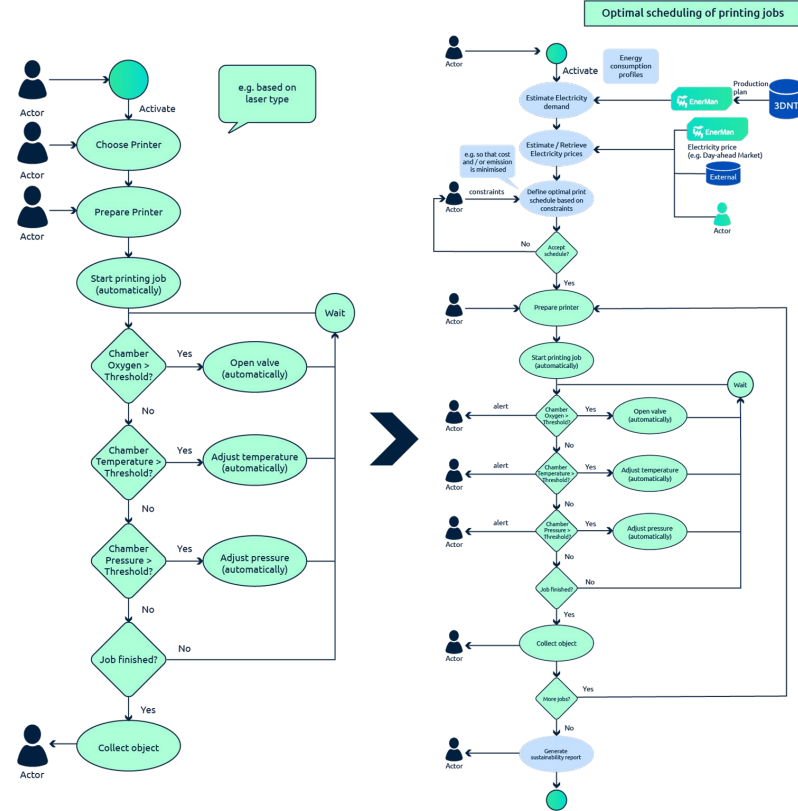 Optimal scheduling of printing jobs
Actor
Activate
e.g. based on
laser type
Actor
Choose Printer
Actor
Prepare Printer
Start printing job
(automatically)
Wait
Chamber
Oxygen >
Threshold?
Yes
Open valve
(automatically)
No
Chamber
Temperature >
Threshold?
Yes
Adjust temperature
(automatically)
No
Chamber
Pressure >
Threshold?
Yes
Adjust pressure
(automatically)
No
Job finished?
No
Yes
Collect object
Actor
Actor
Activate
Energy
consumption
profiles
Estimate Electricity
demand
EnerMan
Production
plan
3DNT
Estimate / Retrieve
Electricity prices
EnerMan
Electricity price
(e.g. Day-ahead Market)
External
Actor
e.g. so that cost
and / or emission
is minimised
Actor
constraints
Define optimal print
schedule based on
constraints
No
Accept
schedule?
Yes
Actor
Prepare printer
Start printing job
(automatically)
Wait
Actor
alert
Chamber
Oxygen >
Threshold?
Yes
Open valve
(automatically)
No
Actor
alert
Chamber
Temperature >
Threshold?
Yes
Adjust temperature
(automatically)
No
Actor
alert
Chamber
Pressure >
Threshold?
Yes
Adjust pressure
(automatically)
No
Job finished?
No
Yes
Actor
Collect object
More jobs?
Yes
No
Actor
Generate
sustainability report